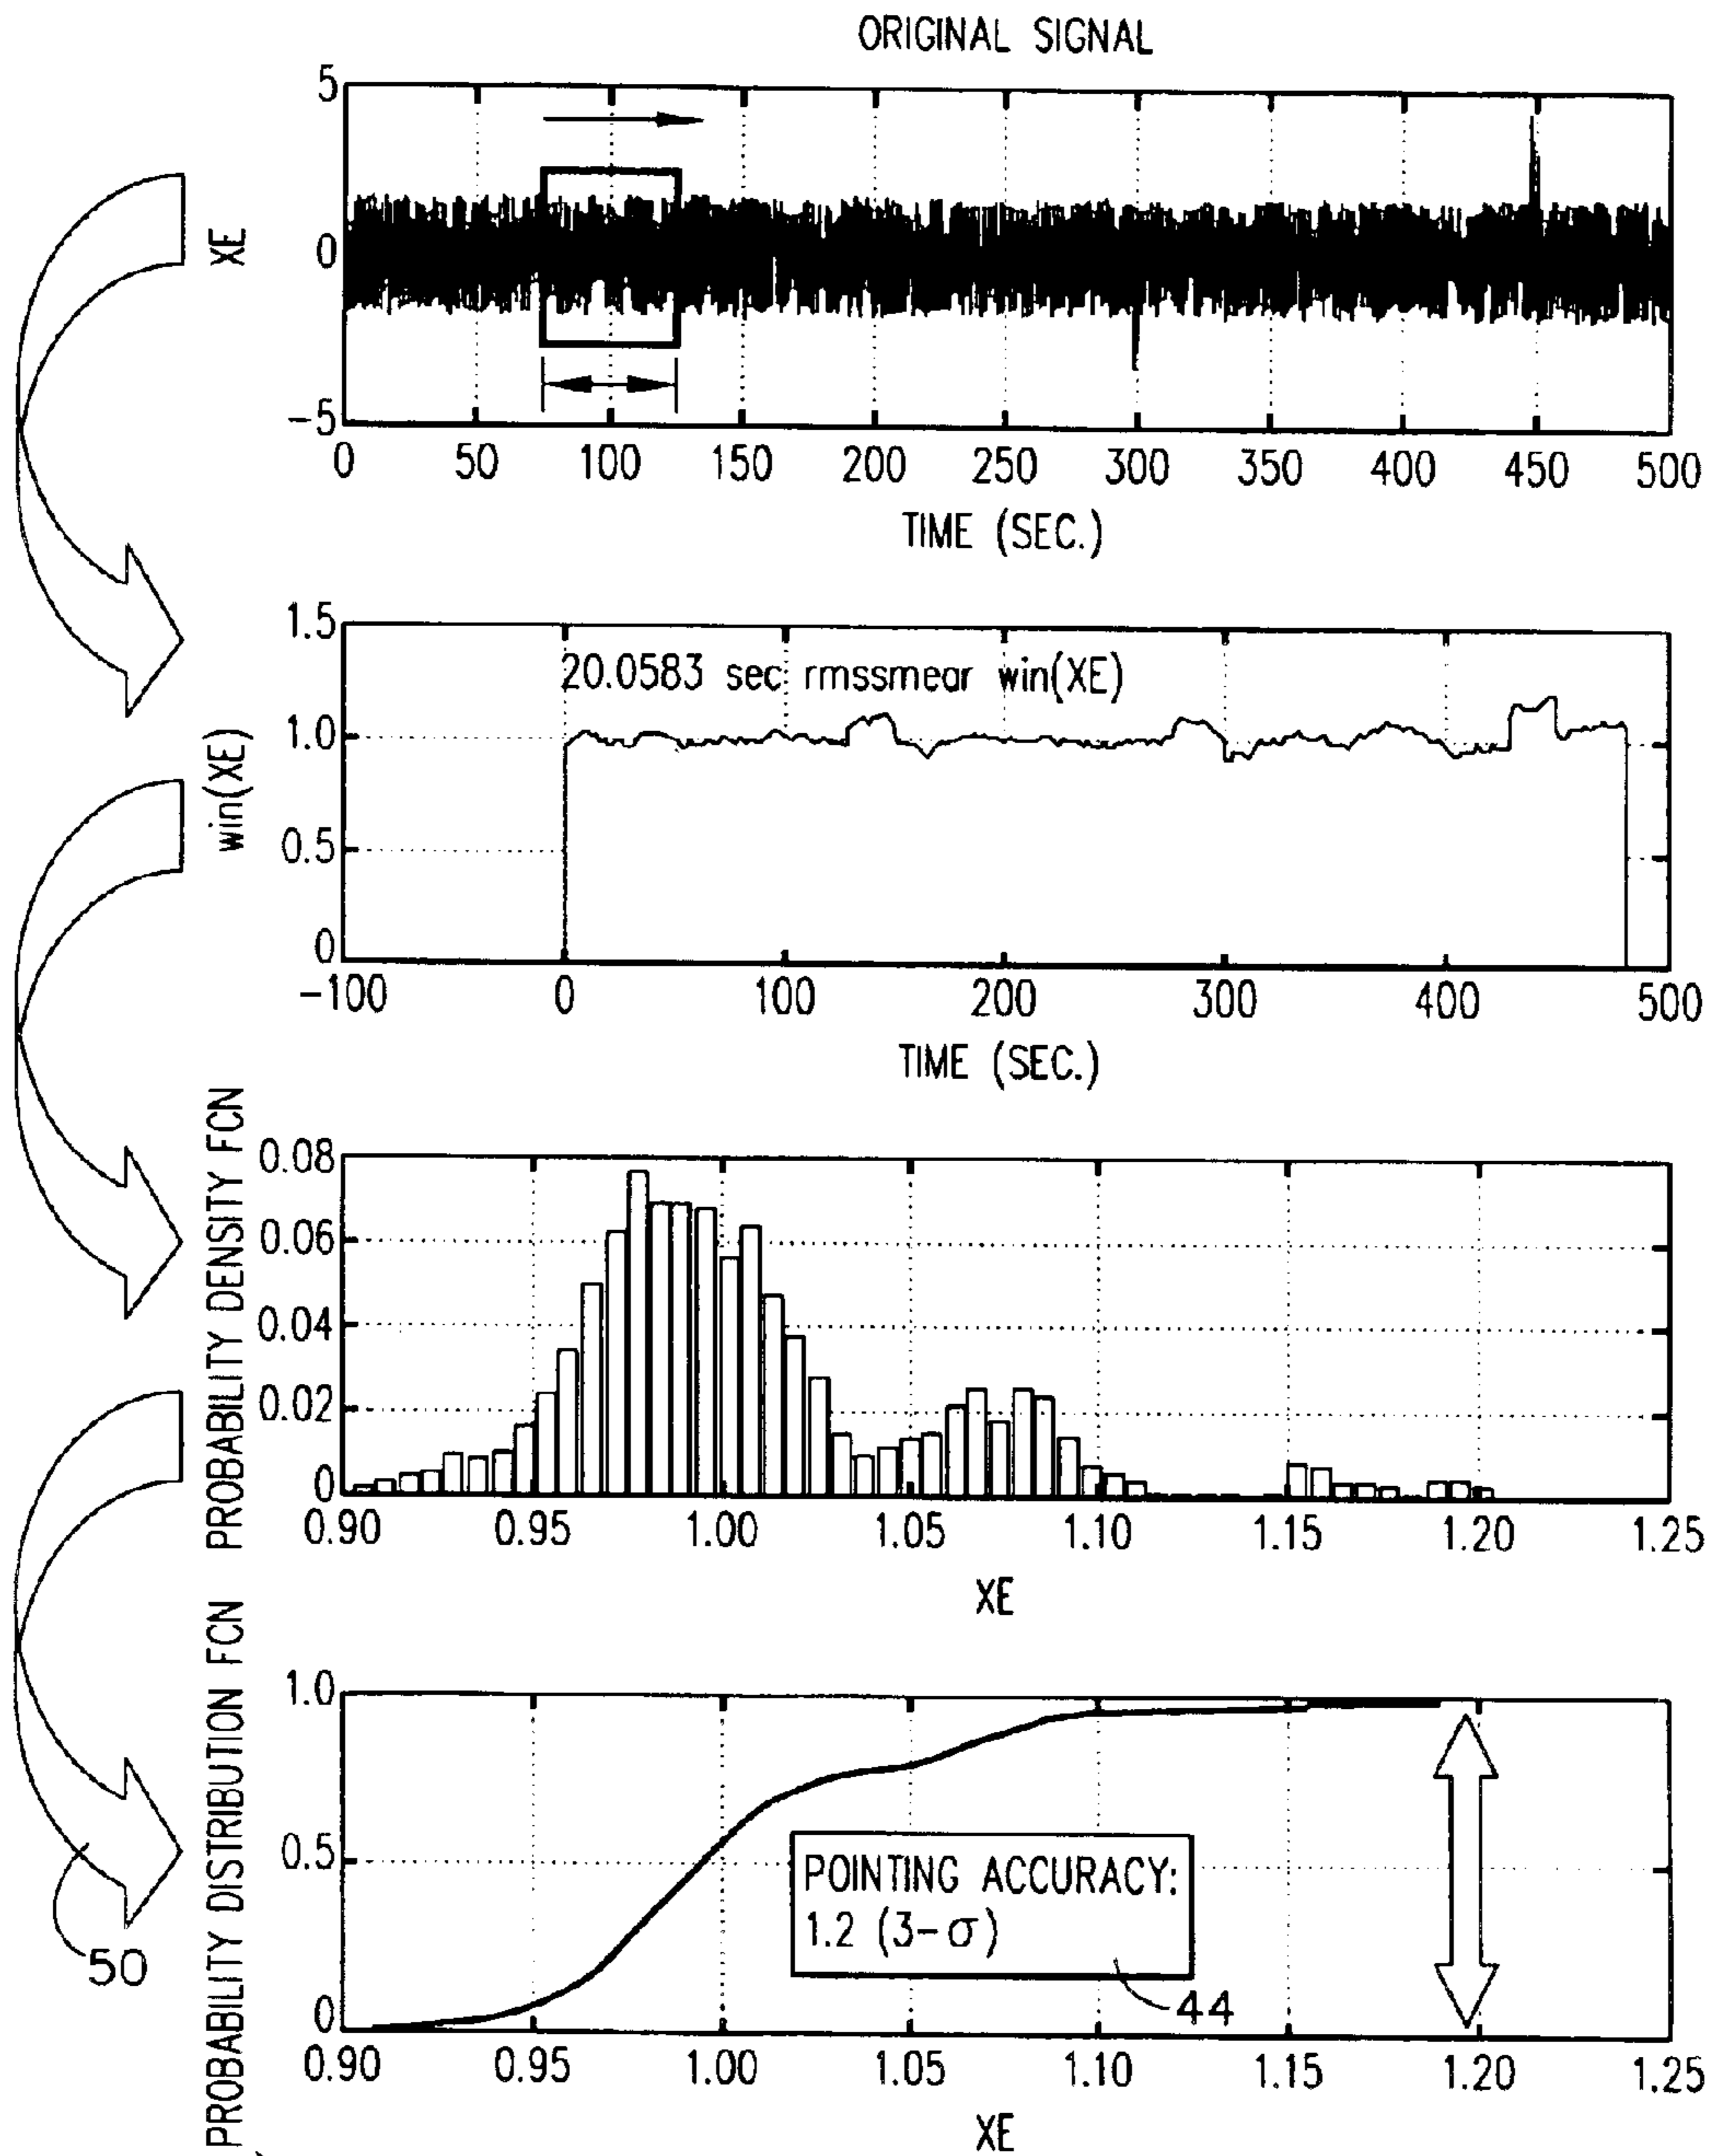 ORIGINAL SIGNAL
5
0
-5
XE
0 50 100 150 200 250 300 350 400 450 500
TIME (SEC.)
1.5
1.0
0.5
0
win(XE)
20.0583 sec rmssmear win(XE)
-100 0 100 200 300 400 500
TIME (SEC.)
PROBABILITY DENSITY FCN
0.08
0.06
0.04
0.02
0
0.90 0.95 1.00 1.05 1.10 1.15 1.20 1.25
XE
PROBABILITY DISTRIBUTION FCN
1.0
0.5
0
POINTING ACCURACY:
1.2 (3-σ)
50
44
0.90 0.95 1.00 1.05 1.10 1.15 1.20 1.25
XE